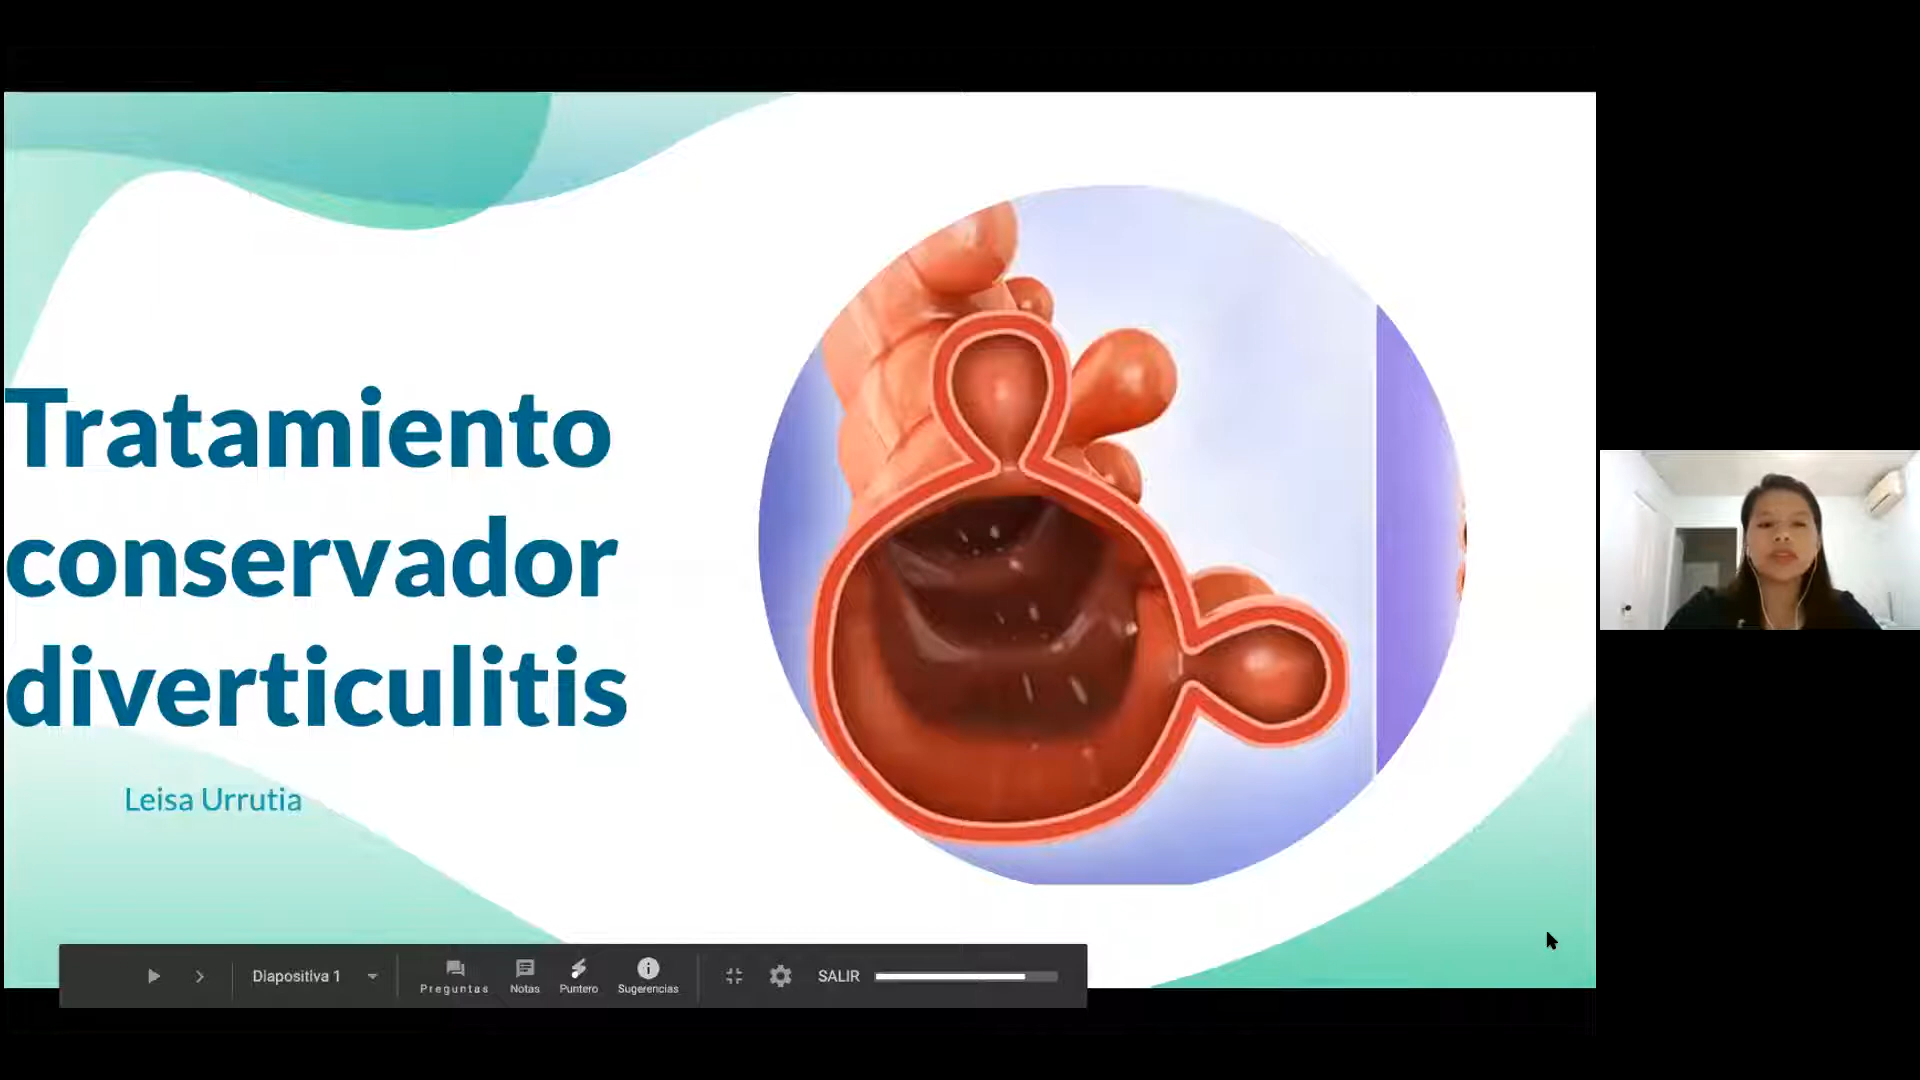 Tratamiento
conservador
diverticulitis
Leisa Urrutia
Diapositiva 1
Preguntas
Notas
Puntero
Sugerencias
SALIR